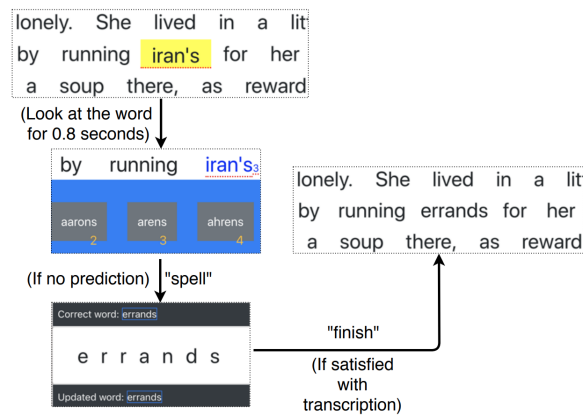 lonely. She lived in a lit
by running iran's for her
a soup there, as reward
(Look at the word
for 0.8 seconds)
by running iran's 3
aarons 2 arens 3 ahrens 4
(If no prediction) "spell"
Correct word: errands
e r r a n d s
Updated word: errands
"finish"
(If satisfied
with
transcription)
lonely. She lived in a lit
by running errands for her
a soup there, as reward